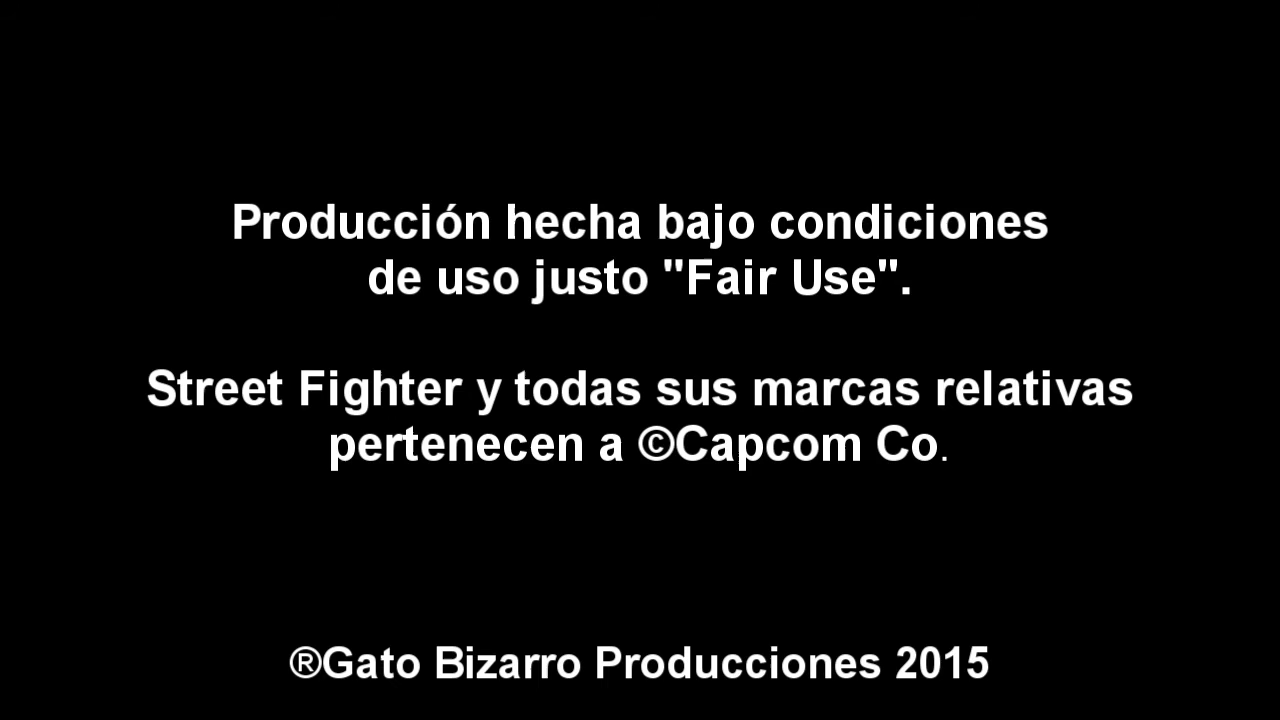 Producción hecha bajo condiciones
de uso justo "Fair Use".
Street Fighter y todas sus marcas relativas
pertenecen a ©Capcom Co.
®Gato Bizarro Producciones 2015